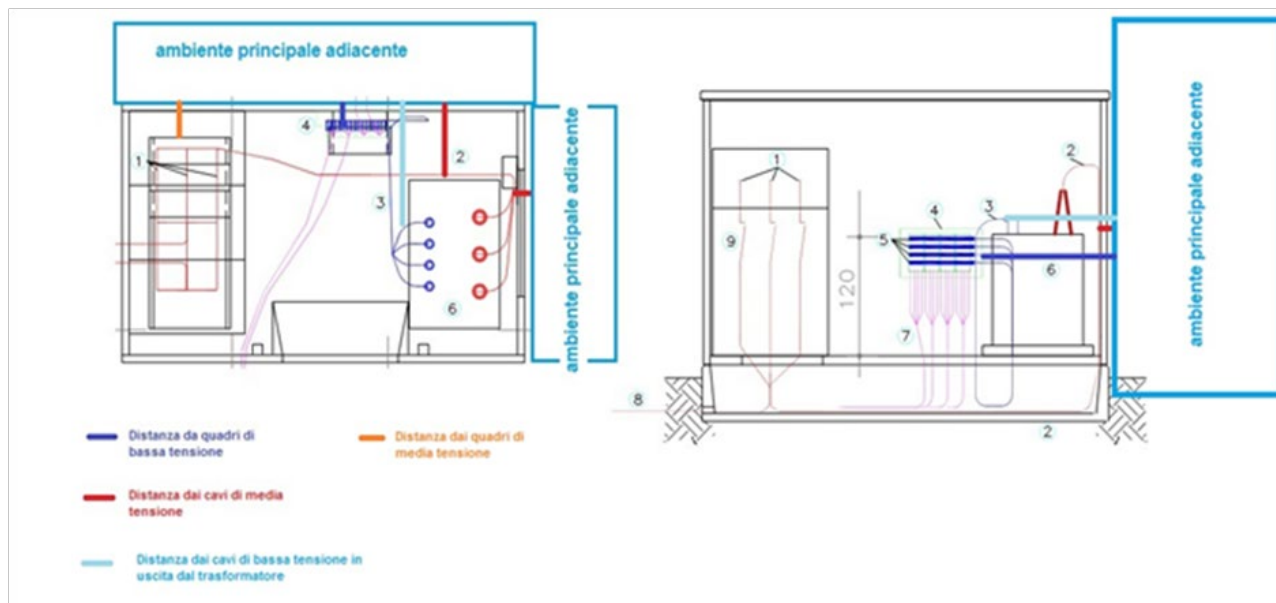 ambiente principale adiacente
1
4
2
3
6
ambiente principale adiacente
1
2
3
4
5
6
9
120
7
8
2
ambiente principale adiacente
Distanza da quadri di
bassa tensione
Distanza dai quadri di
media tensione
Distanza dai cavi di media
tensione
Distanza dai cavi di bassa tensione in
uscita dal trasformatore